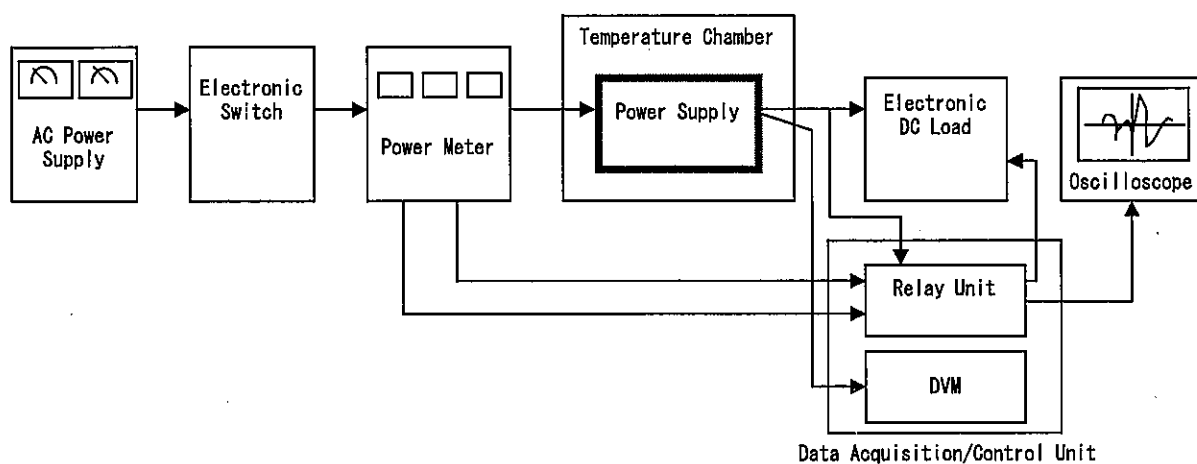 AC Power
Supply
Electronic
Switch
Power Meter
Temperature Chamber
Power Supply
Electronic
DC Load
Oscilloscope
Relay Unit
DVM
Data Acquisition/Control Unit